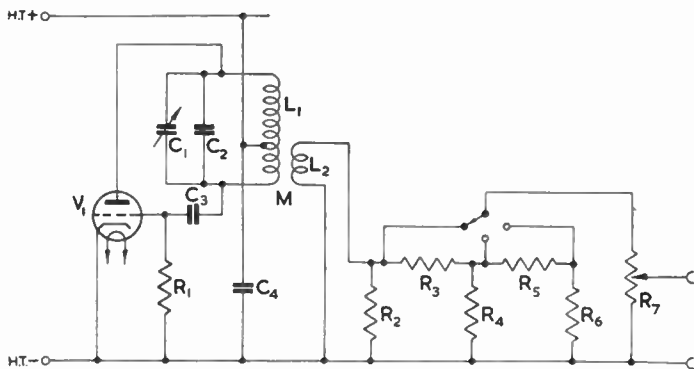 H.T+
L₁
C₁
C₂
L₂
M
C₃
V₁
R₁
C₄
R₃
R₅
R₂
R₄
R₆
R₇
H.T.-